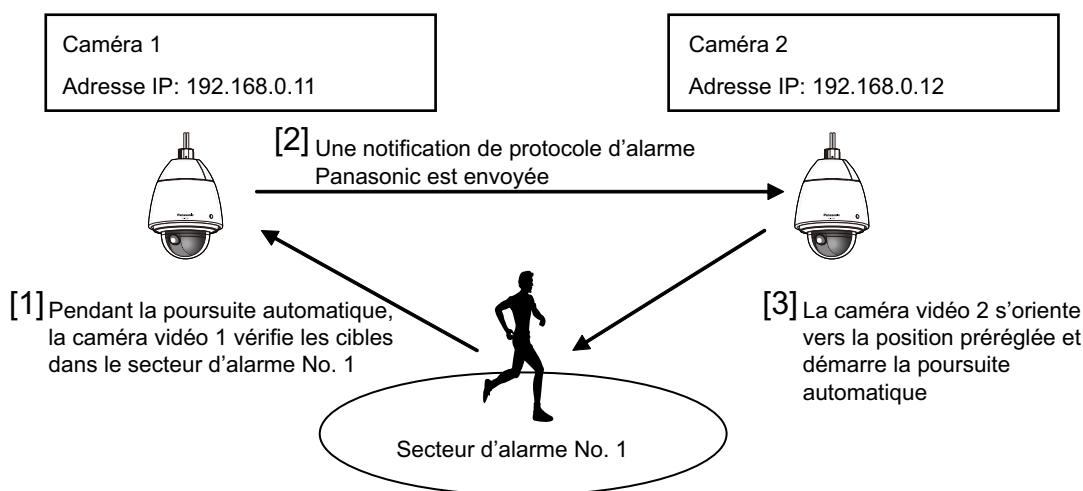 Caméra 1
Adresse IP: 192.168.0.11
Caméra 2
Adresse IP: 192.168.0.12
[2] Une notification de protocole d'alarme
Panasonic est envoyée
Panasonic
Panasonic
[1] Pendant la poursuite automatique,
la caméra vidéo 1 vérifie les cibles
dans le secteur d'alarme No. 1
[3] La caméra vidéo 2 s'oriente
vers la position préréglée et
démarre la poursuite
automatique
Secteur d'alarme No. 1